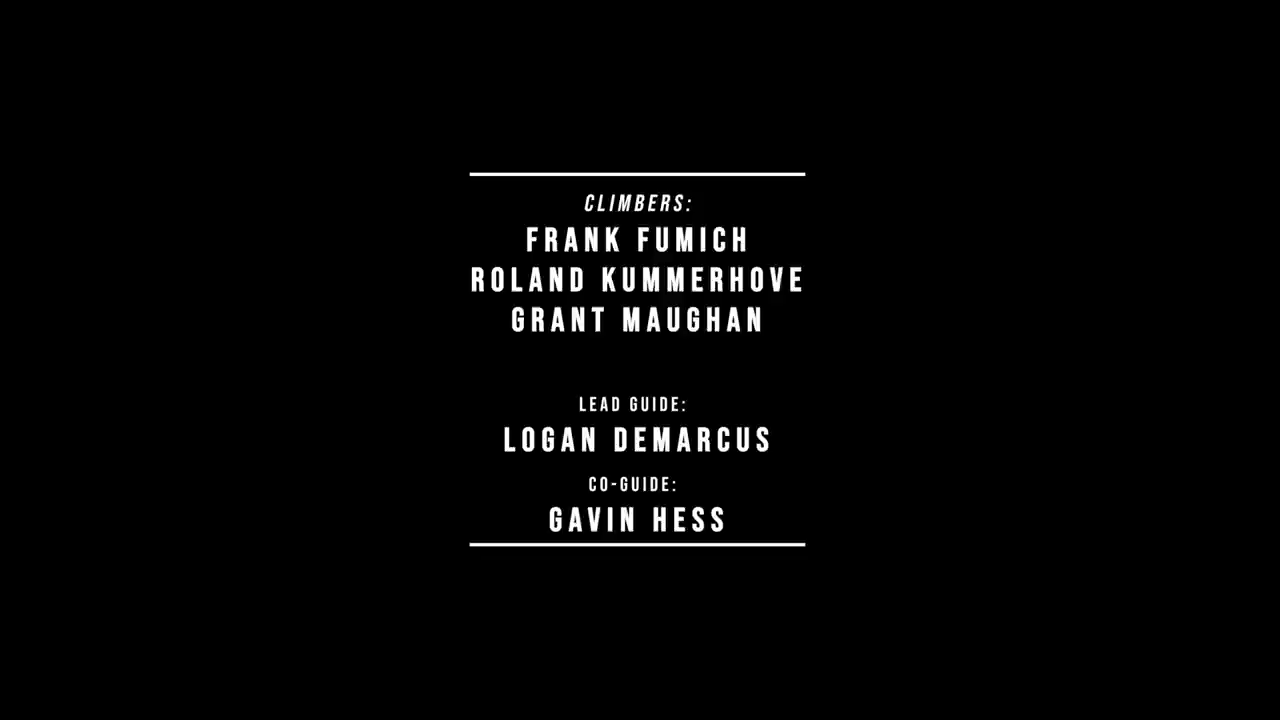 CLIMBERS:
FRANK FUMICH
ROLAND KUMMERHOVE
GRANT MAUGHAN
LEAD GUIDE:
LOGAN DEMARCUS
CO-GUIDE:
GAVIN HESS